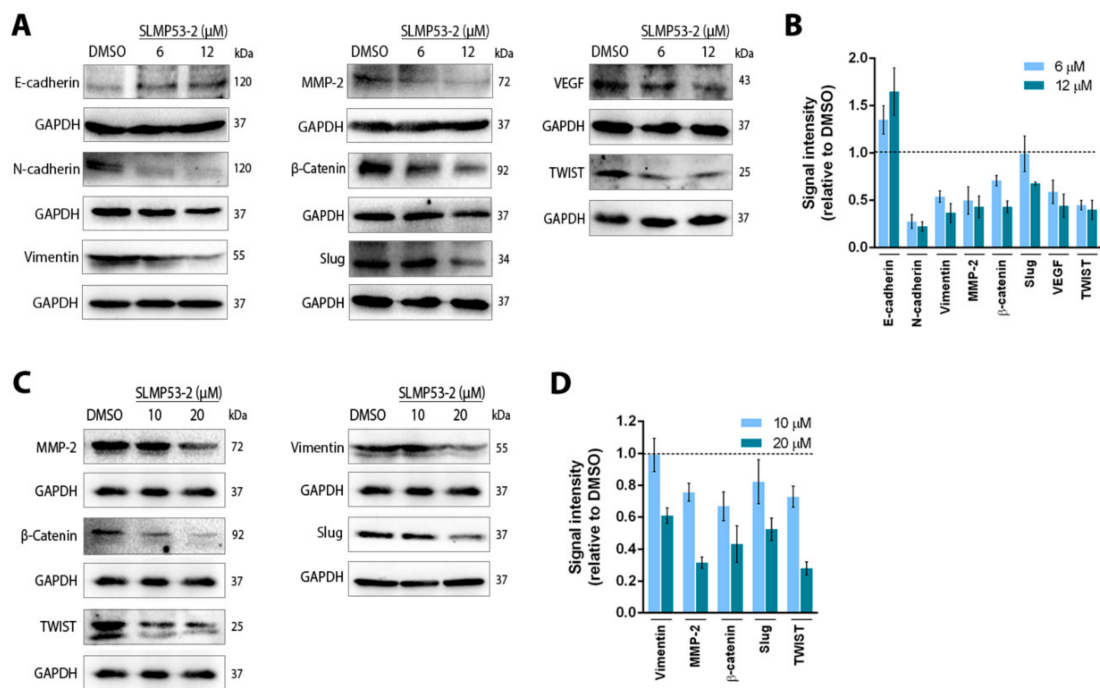 A
SLMP53-2 (µM)
DMSO 6 12 kDa
E-cadherin 120
GAPDH 37
N-cadherin 120
GAPDH 37
Vimentin 55
GAPDH 37
SLMP53-2 (µM)
DMSO 6 12 kDa
MMP-2 72
GAPDH 37
β-Catenin 92
GAPDH 37
Slug 34
GAPDH 37
SLMP53-2 (µM)
DMSO 6 12 kDa
VEGF 43
GAPDH 37
TWIST 25
GAPDH 37
B
Signal intensity
(relative to DMSO)
2.0
1.5
1.0
0.5
0.0
6 µM
12 µM
E-cadherin
N-cadherin
Vimentin
MMP-2
β-catenin
Slug
VEGF
TWIST
C
SLMP53-2 (µM)
DMSO 10 20 kDa
MMP-2 72
GAPDH 37
β-Catenin 92
GAPDH 37
TWIST 25
GAPDH 37
SLMP53-2 (µM)
DMSO 10 20 kDa
Vimentin 55
GAPDH 37
Slug 37
GAPDH 37
D
Signal intensity
(relative to DMSO)
1.2
1.0
0.8
0.6
0.4
0.2
0.0
10 µM
20 µM
Vimentin
MMP-2
β-catenin
Slug
TWIST